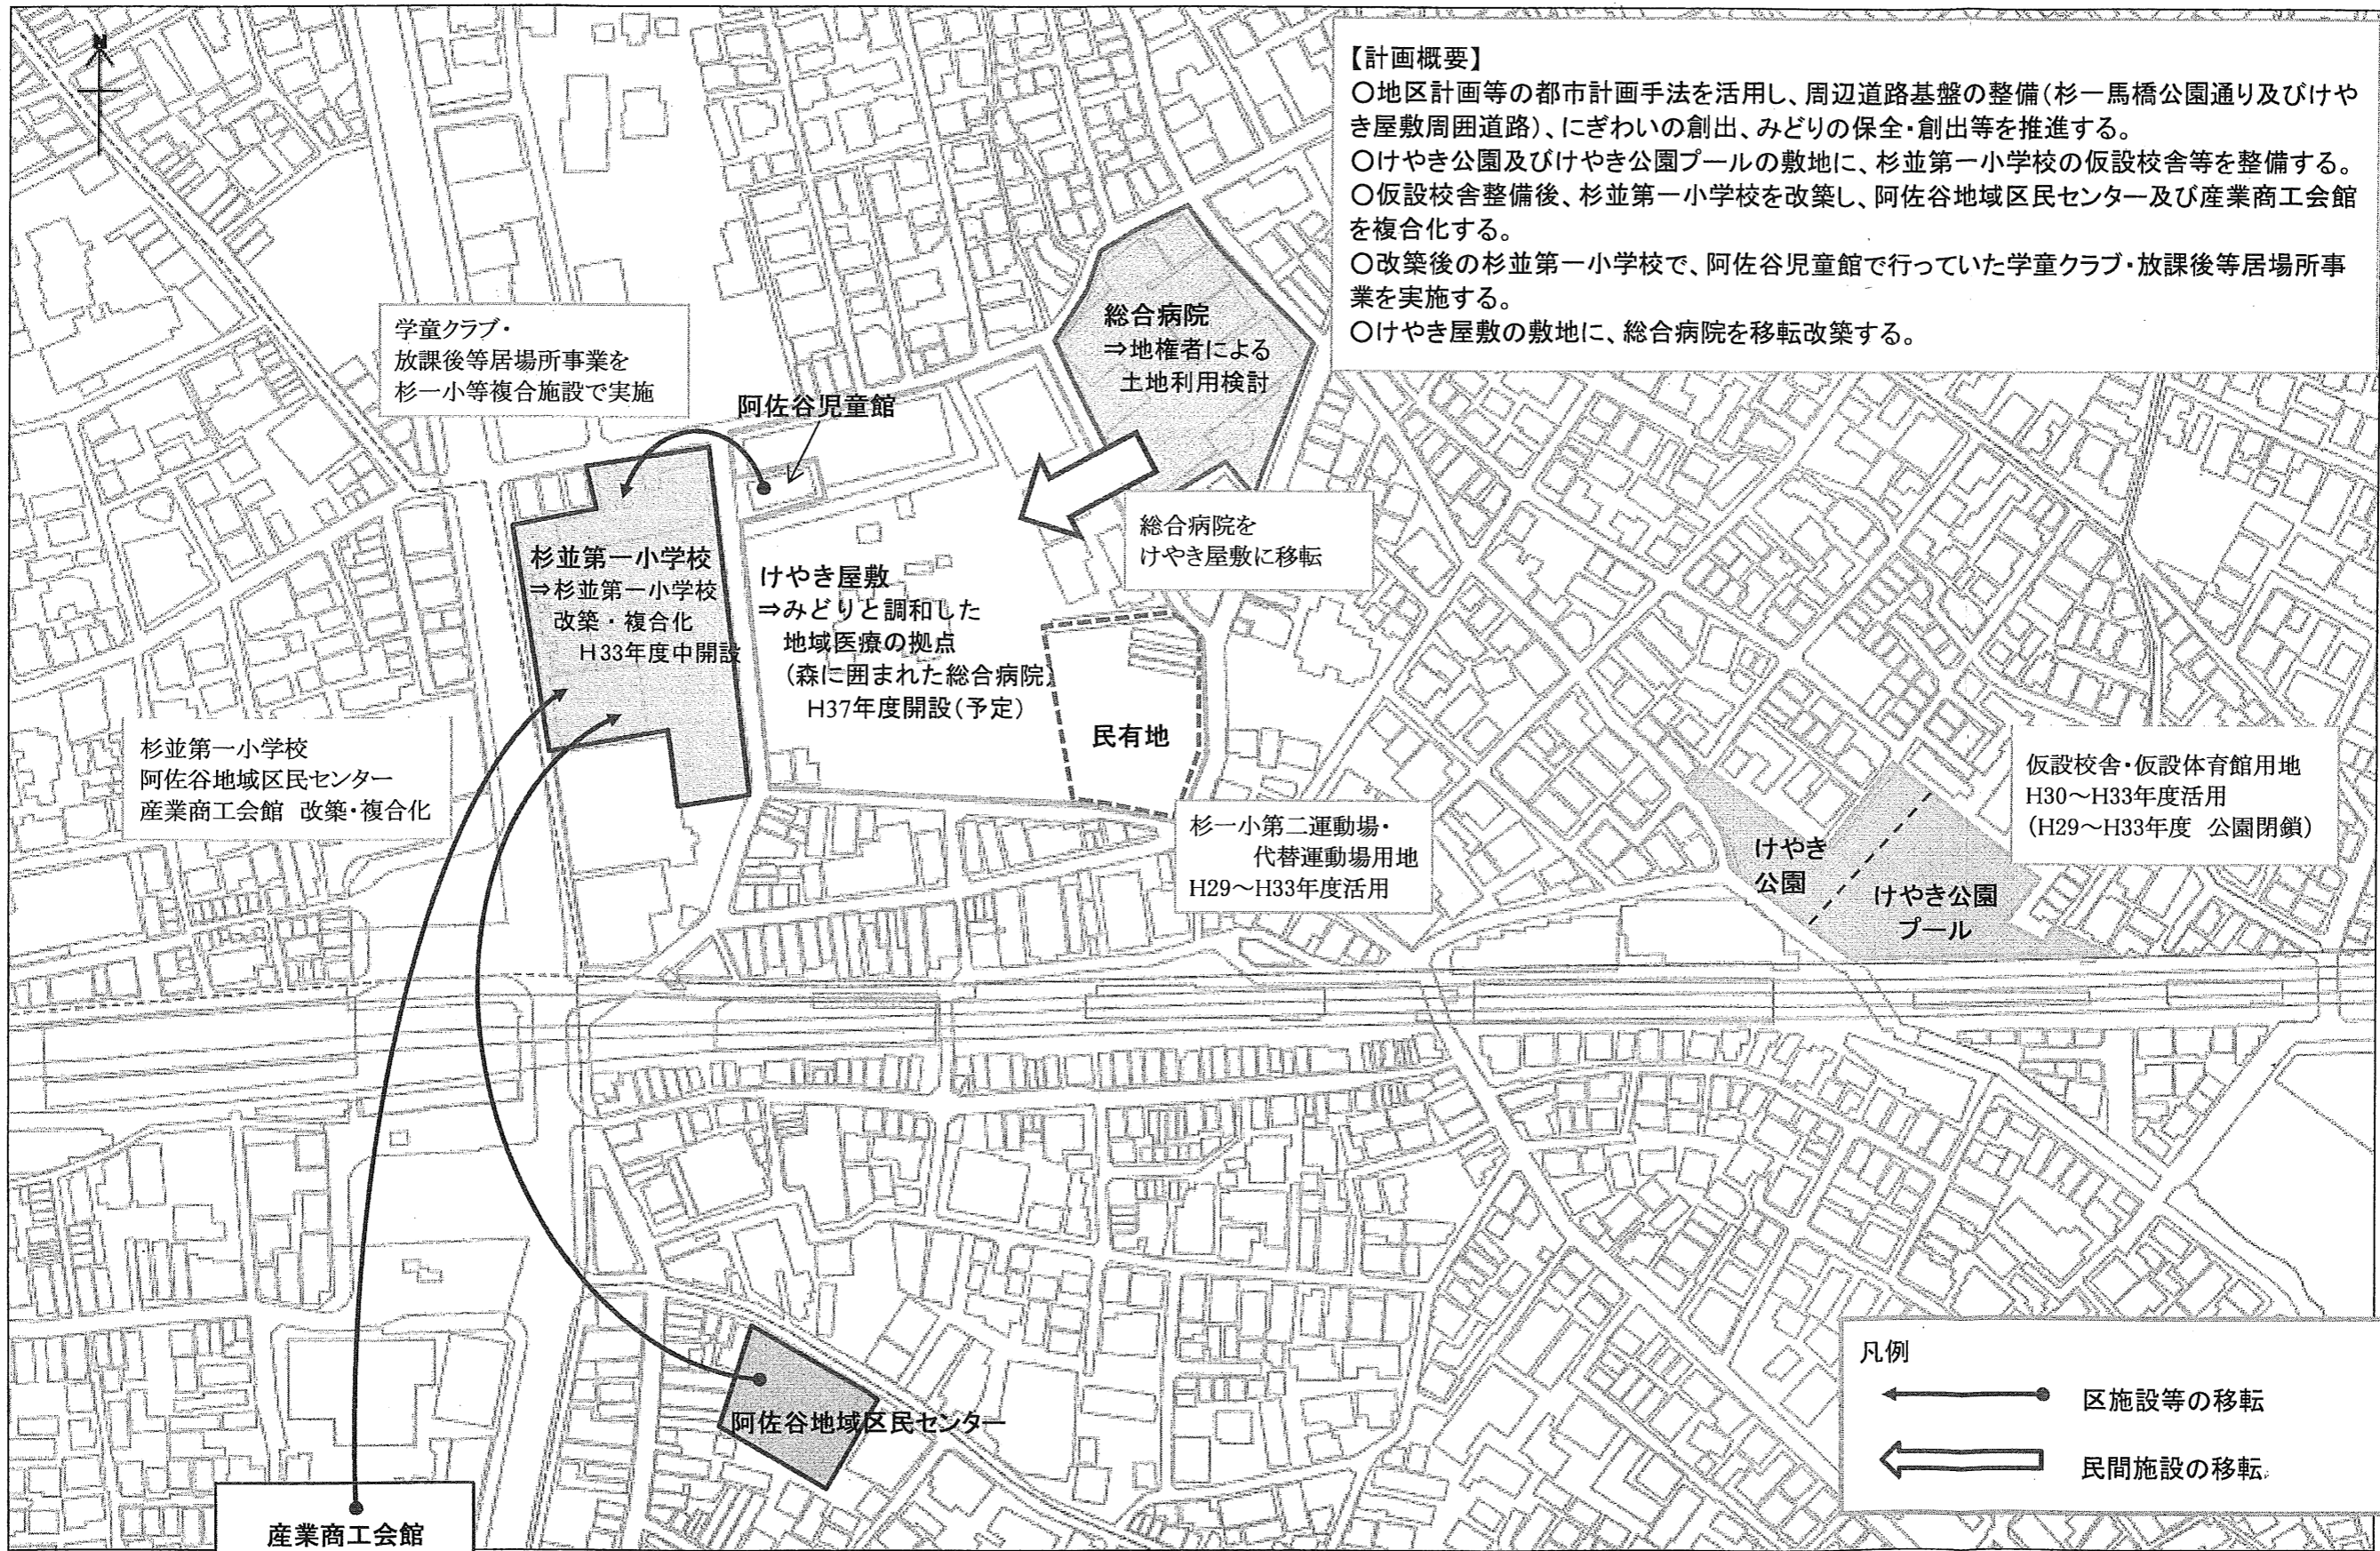 N
【計画概要】
〇地区計画等の都市計画手法を活用し、周辺道路基盤の整備(杉一馬橋公園通り及びけや
き屋敷周囲道路)、にぎわいの創出、みどりの保全・創出等を推進する。
〇けやき公園及びけやき公園プールの敷地に、杉並第一小学校の仮設校舎等を整備する。
〇仮設校舎整備後、杉並第一小学校を改築し、阿佐谷地域区民センター及び産業商工会館
を複合化する。
〇改築後の杉並第一小学校で、阿佐谷児童館で行っていた学童クラブ・放課後等居場所事
業を実施する。
〇けやき屋敷の敷地に、総合病院を移転改築する。
学童クラブ・
放課後等居場所事業を
杉一小等複合施設で実施
阿佐谷児童館
総合病院
⇒地権者による
土地利用検討
総合病院を
けやき屋敷に移転
杉並第一小学校
⇒杉並第一小学校
改築・複合化
H33年度中開設
けやき屋敷
⇒みどりと調和した
地域医療の拠点
(森に囲まれた総合病院)
H37年度開設(予定)
民有地
杉並第一小学校
阿佐谷地域区民センター
産業商工会館 改築・複合化
杉一小第二運動場・
代替運動場用地
H29～H33年度活用
仮設校舎・仮設体育館用地
H30～H33年度活用
(H29～H33年度 公園閉鎖)
けやき
公園
けやき公園
プール
阿佐谷地域区民センター
産業商工会館
凡例
区施設等の移転
民間施設の移転